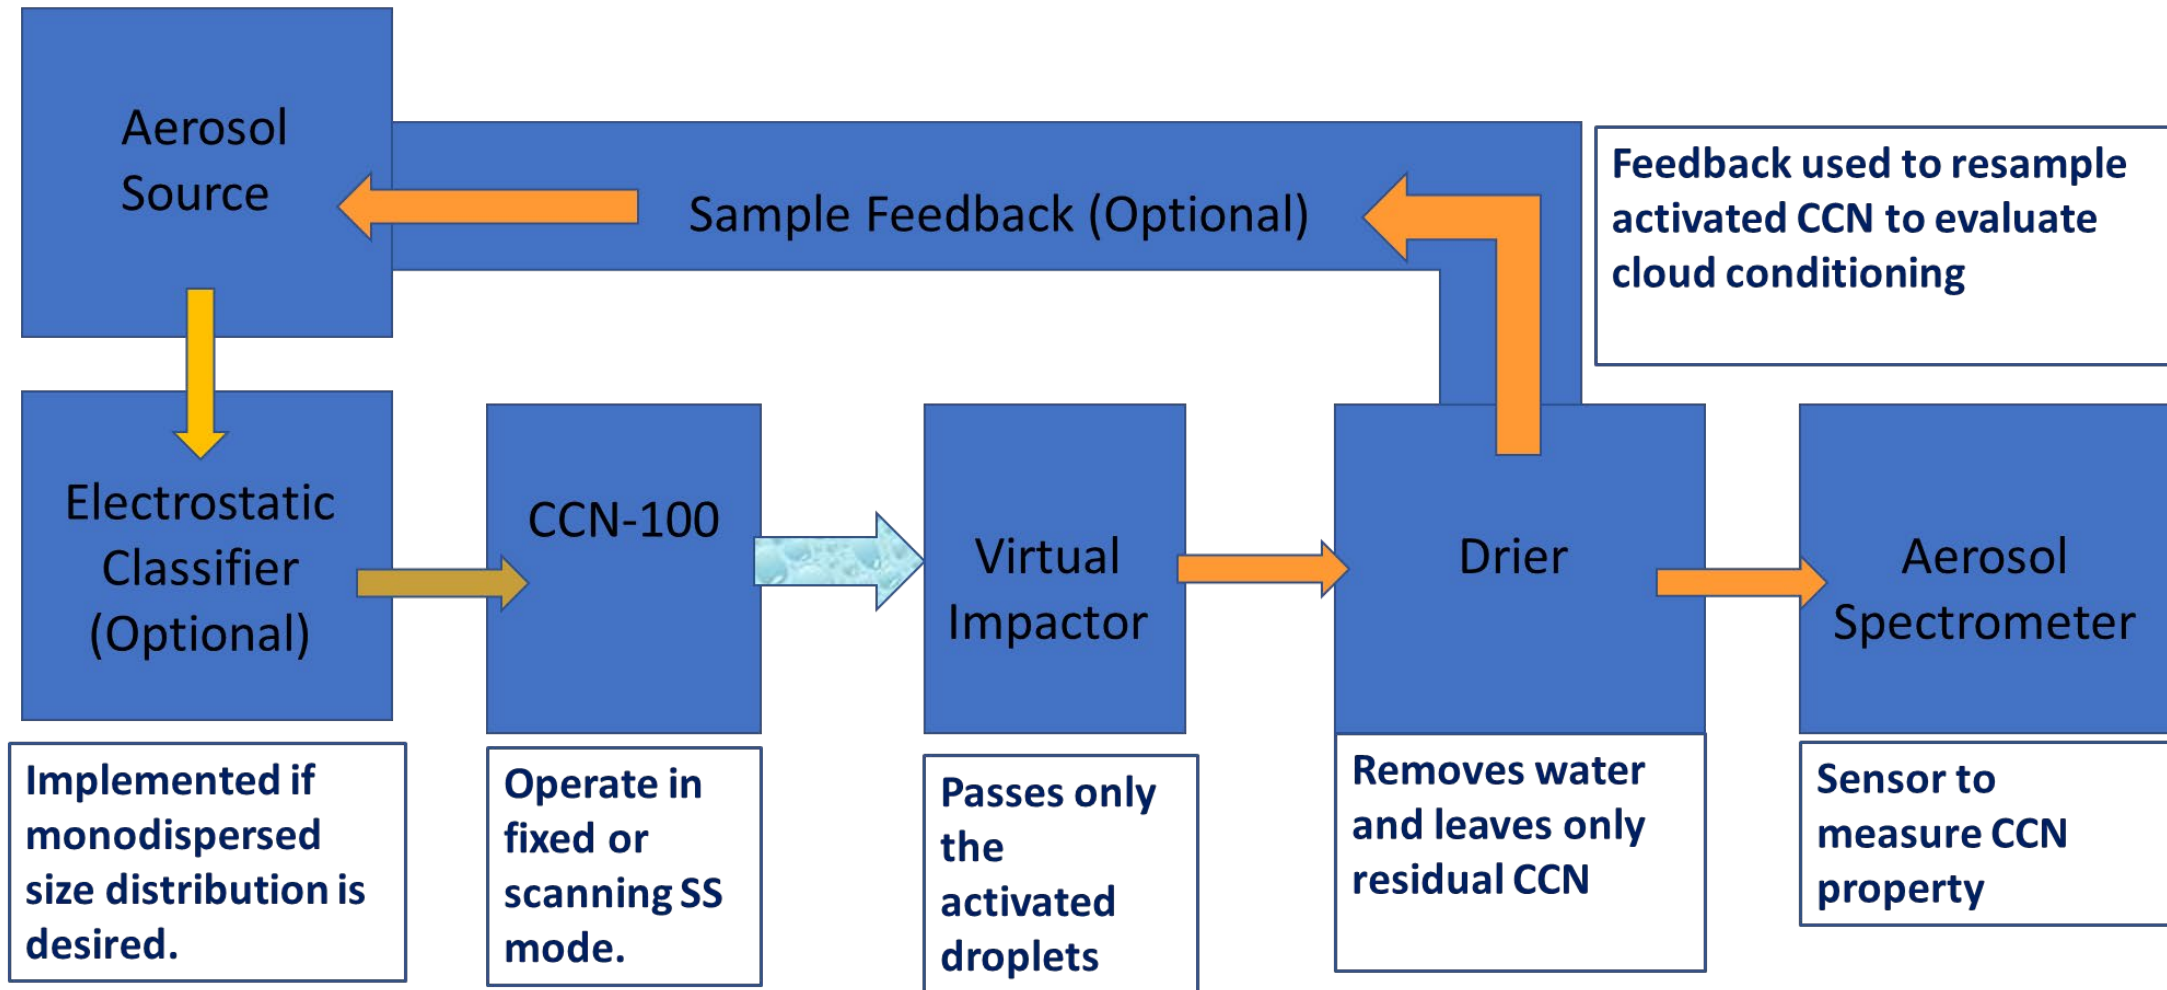 Aerosol
Source
Sample Feedback (Optional)
Feedback used to resample
activated CCN to evaluate
cloud conditioning
Electrostatic
Classifier
(Optional)
CCN-100
Virtual
Impactor
Drier
Aerosol
Spectrometer
Implemented if
monodispersed
size distribution is
desired.
Operate in
fixed or
scanning SS
mode.
Passes only
the
activated
droplets
Removes water
and leaves only
residual CCN
Sensor to
measure CCN
property